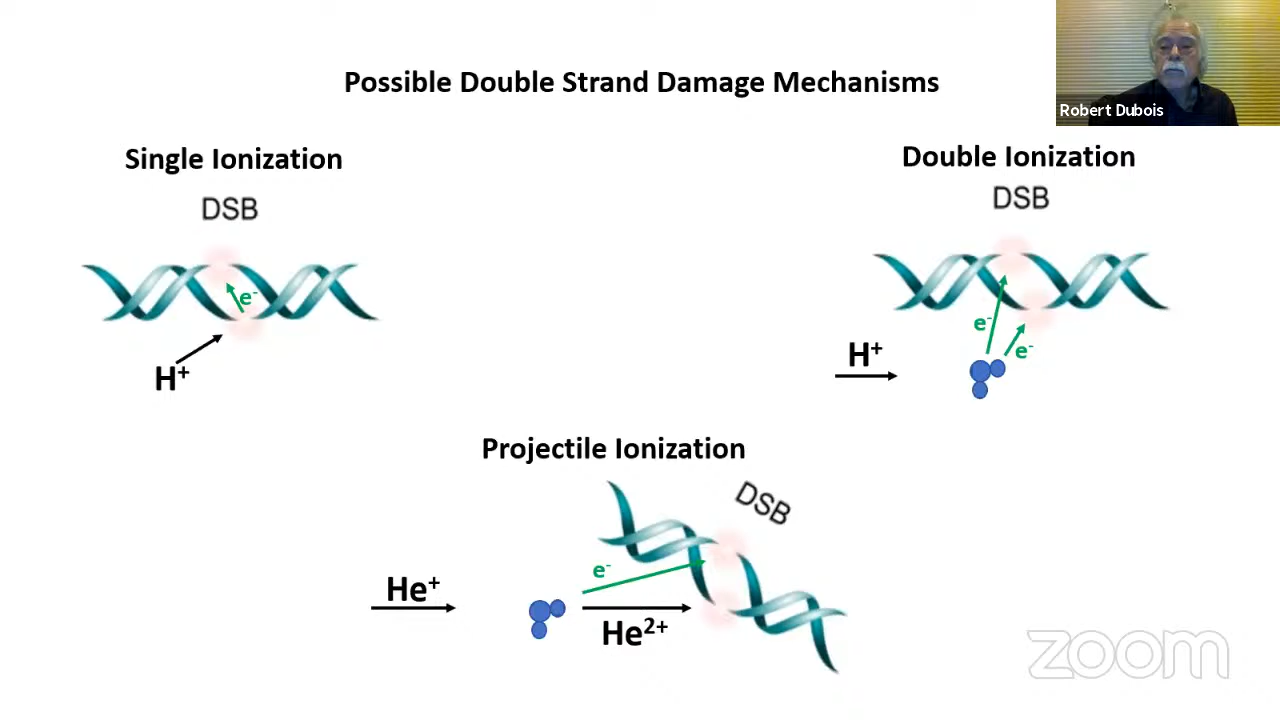 Possible Double Strand Damage Mechanisms
Robert Dubois
Single Ionization
DSB
e⁻
H⁺
Double Ionization
DSB
e⁻
e⁻
H⁺
Projectile Ionization
DSB
e⁻
He⁺
He²⁺
zoom